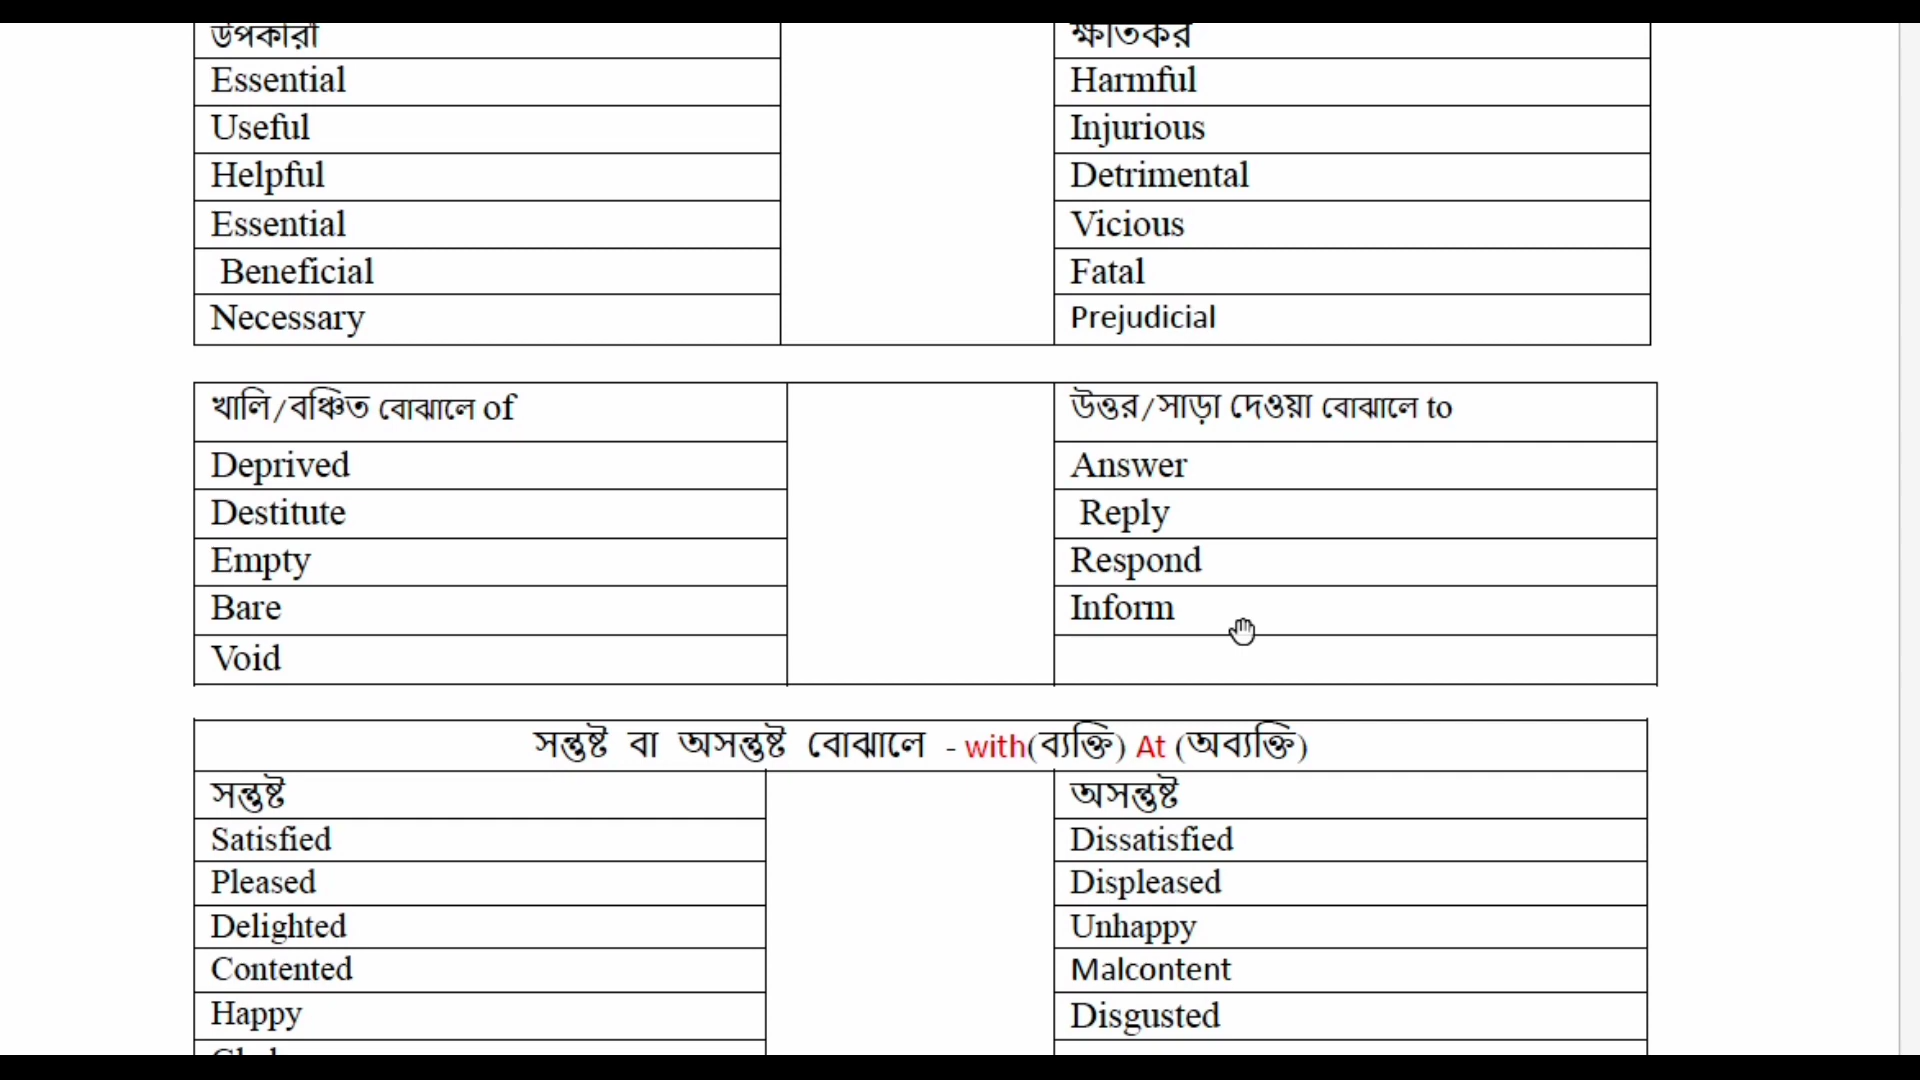 উপকারী ক্ষতিকর
Essential Harmful
Useful Injurious
Helpful Detrimental
Essential Vicious
Beneficial Fatal
Necessary Prejudicial
খালি/বঞ্চিত বোঝালে of উত্তর/সাড়া দেওয়া বোঝালে to
Deprived Answer
Destitute Reply
Empty Respond
Bare Inform
Void
সন্তুষ্ট বা অসন্তুষ্ট বোঝালে - with(ব্যক্তি) At (অব্যক্তি)
সন্তুষ্ট অসন্তুষ্ট
Satisfied Dissatisfied
Pleased Displeased
Delighted Unhappy
Contented Malcontent
Happy Disgusted